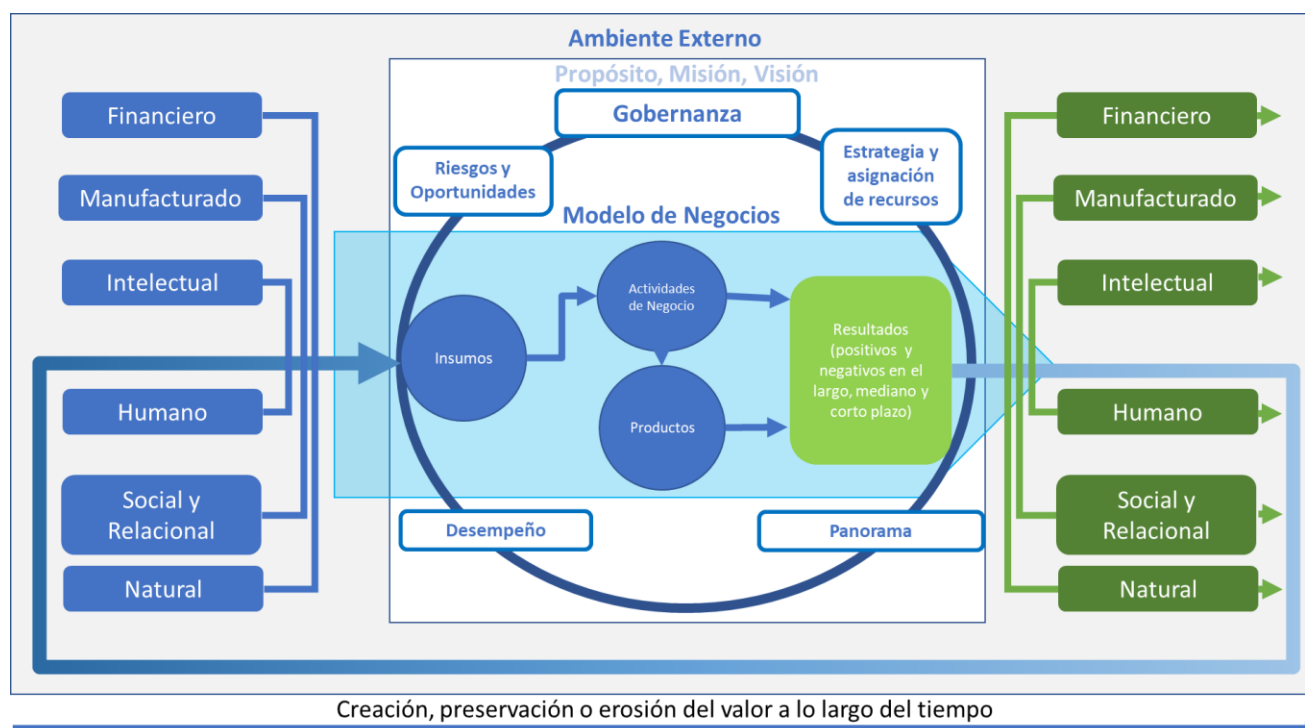 Ambiente Externo
Propósito, Misión, Visión
Gobernanza
Riesgos y
Oportunidades
Estrategia y
asignación
de recursos
Modelo de Negocios
Financiero
Manufacturado
Intelectual
Humano
Social y
Relacional
Natural
Insumos
Actividades
de Negocio
Productos
Resultados
(positivos y
negativos en el
largo, mediano y
corto plazo)
Desempeño
Panorama
Financiero
Manufacturado
Intelectual
Humano
Social y
Relacional
Natural
Creación, preservación o erosión del valor a lo largo del tiempo